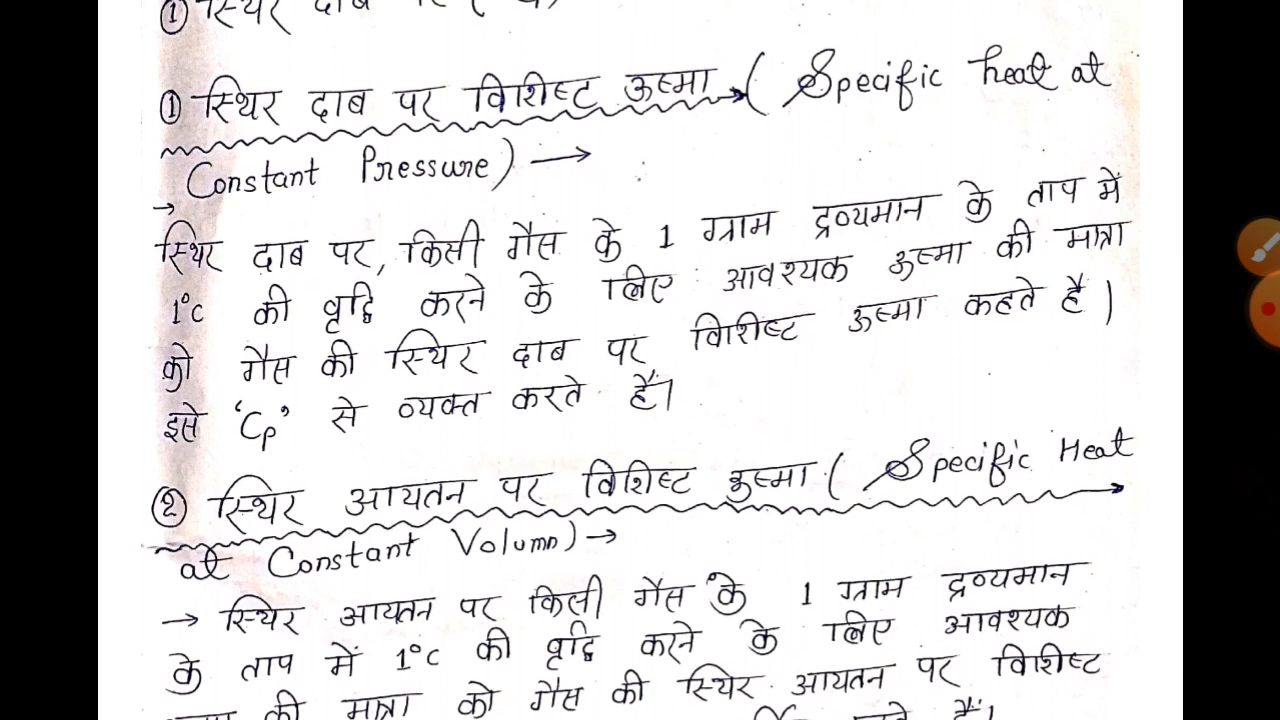 ① स्थिर दाब पर
① स्थिर दाब पर विशिष्ट ऊष्मा → ( Specific heat at
Constant Pressure) →
→ स्थिर दाब पर, किसी गैस के 1 ग्राम द्रव्यमान के ताप में
1°c की वृद्धि करने के लिए आवश्यक ऊष्मा की मात्रा
को गैस की स्थिर दाब पर विशिष्ट ऊष्मा कहते है |
इसे ‘Cp’ से व्यक्त करते हैं।
② स्थिर आयतन पर विशिष्ट ऊष्मा ( Specific Heat
at Constant Volumn) →
→ स्थिर आयतन पर किसी गैस के 1 ग्राम द्रव्यमान
के ताप में 1°c की वृद्धि करने के लिए आवश्यक
की मात्रा को गैस की स्थिर आयतन पर विशिष्ट
हैं।